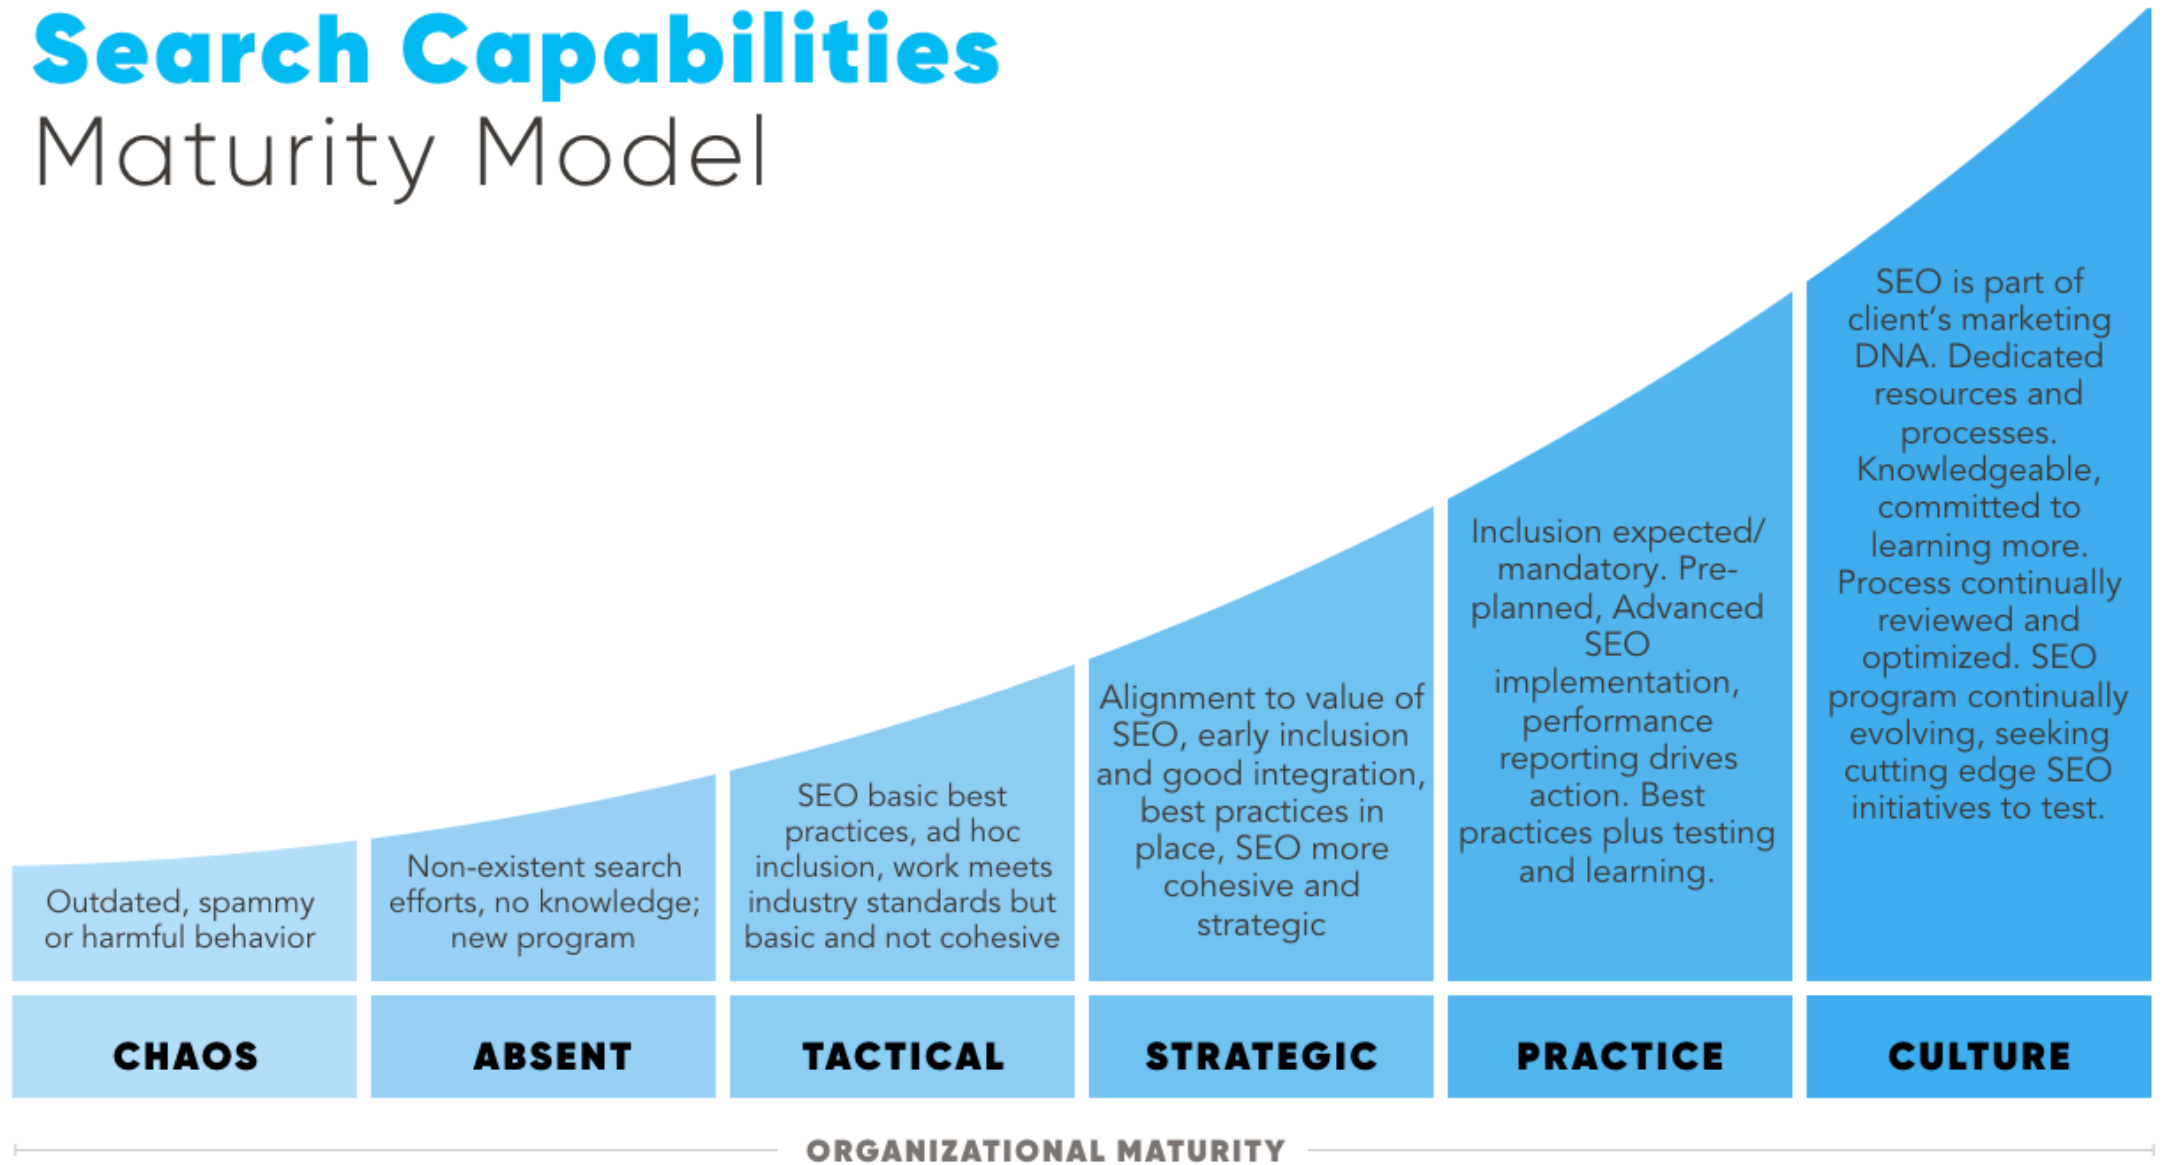 Search Capabilities
Maturity Model
Outdated, spammy
or harmful behavior
Non-existent search
efforts, no knowledge;
new program
SEO basic best
practices, ad hoc
inclusion, work meets
industry standards but
basic and not cohesive
Alignment to value of
SEO, early inclusion
and good integration,
best practices in
place, SEO more
cohesive and
strategic
Inclusion expected/
mandatory. Pre-
planned, Advanced
SEO
implementation,
performance
reporting drives
action. Best
practices plus testing
and learning.
SEO is part of
client's marketing
DNA. Dedicated
resources and
processes.
Knowledgeable,
committed to
learning more.
Process continually
reviewed and
optimized. SEO
program continually
evolving, seeking
cutting edge SEO
initiatives to test.
CHAOS
ABSENT
TACTICAL
STRATEGIC
PRACTICE
CULTURE
ORGANIZATIONAL MATURITY